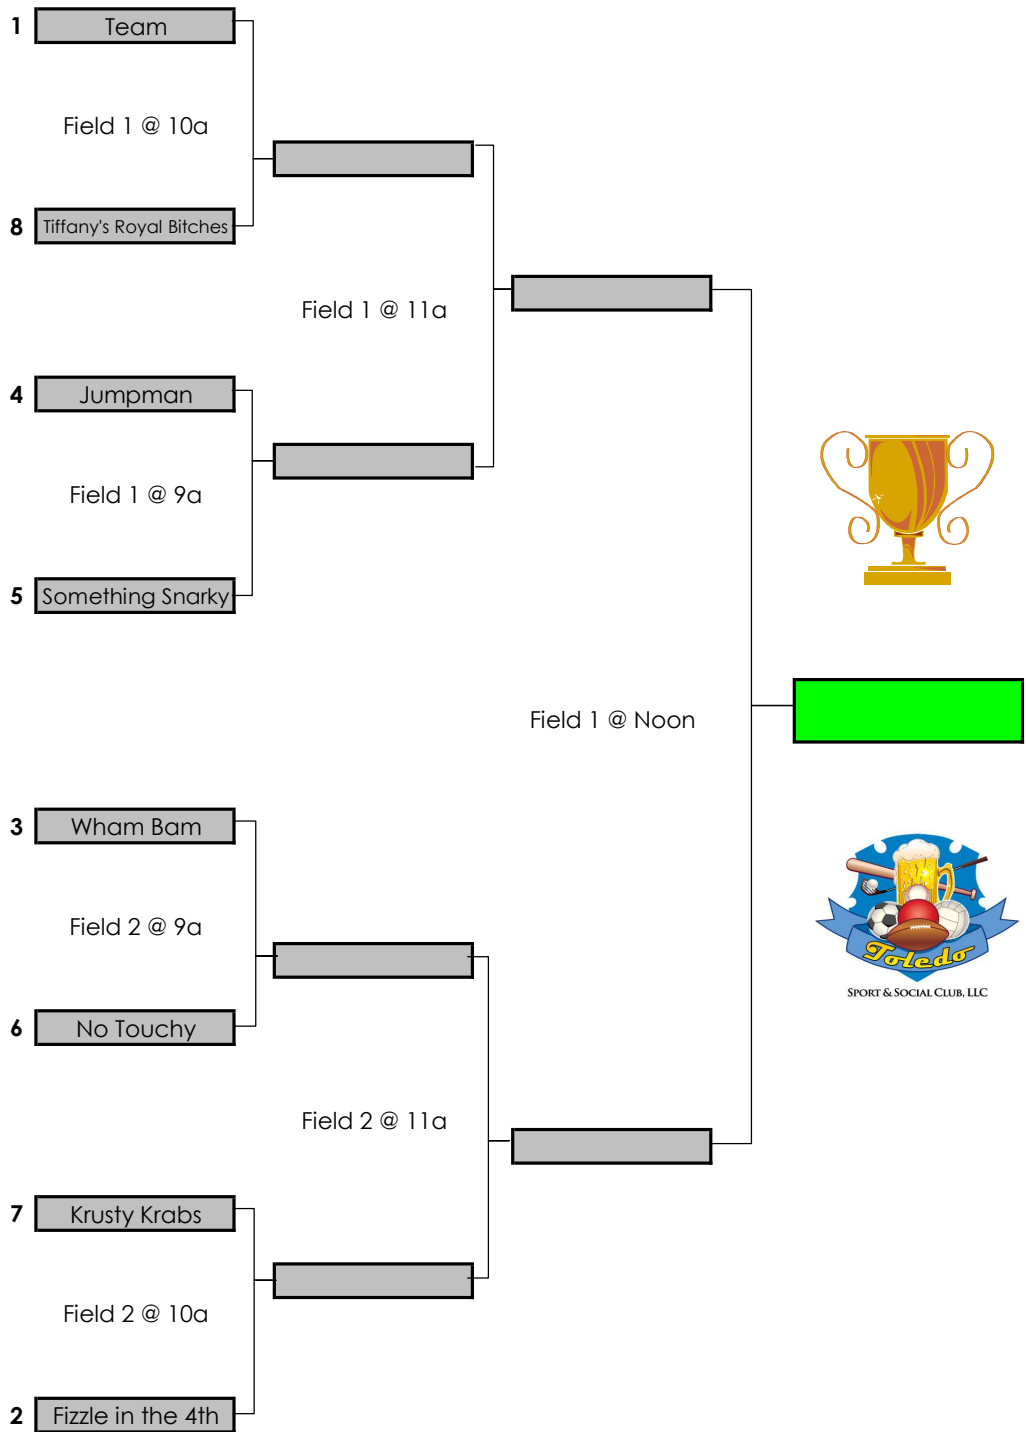 1 Team
Field 1 @ 10a
8 Tiffany's Royal Bitches
Field 1 @ 11a
4 Jumpman
Field 1 @ 9a
5 Something Snarky
Field 1 @ Noon
3 Wham Bam
Field 2 @ 9a
6 No Touchy
Toledo
SPORT & SOCIAL CLUB, LLC
Field 2 @ 11a
7 Krusty Krabs
Field 2 @ 10a
2 Fizzle in the 4th